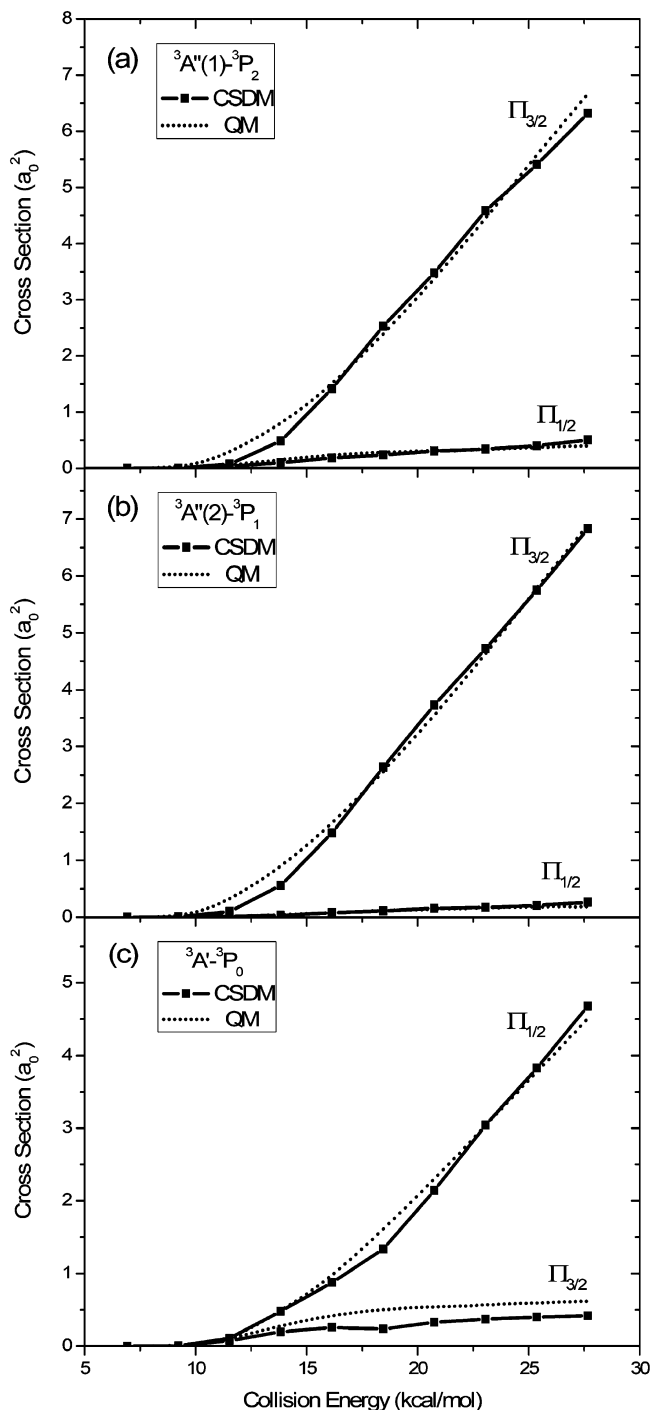 8
7
6
5
4
3
2
1
0
Cross Section (a₀²)
(a)
³A''(1)-³P₂
CSDM
QM
Π₃/₂
Π₁/₂
7
6
5
4
3
2
1
0
Cross Section (a₀²)
(b)
³A''(2)-³P₁
CSDM
QM
Π₃/₂
Π₁/₂
5
4
3
2
1
0
Cross Section (a₀²)
(c)
³A'-³P₀
CSDM
QM
Π₁/₂
Π₃/₂
5 10 15 20 25 30
Collision Energy (kcal/mol)